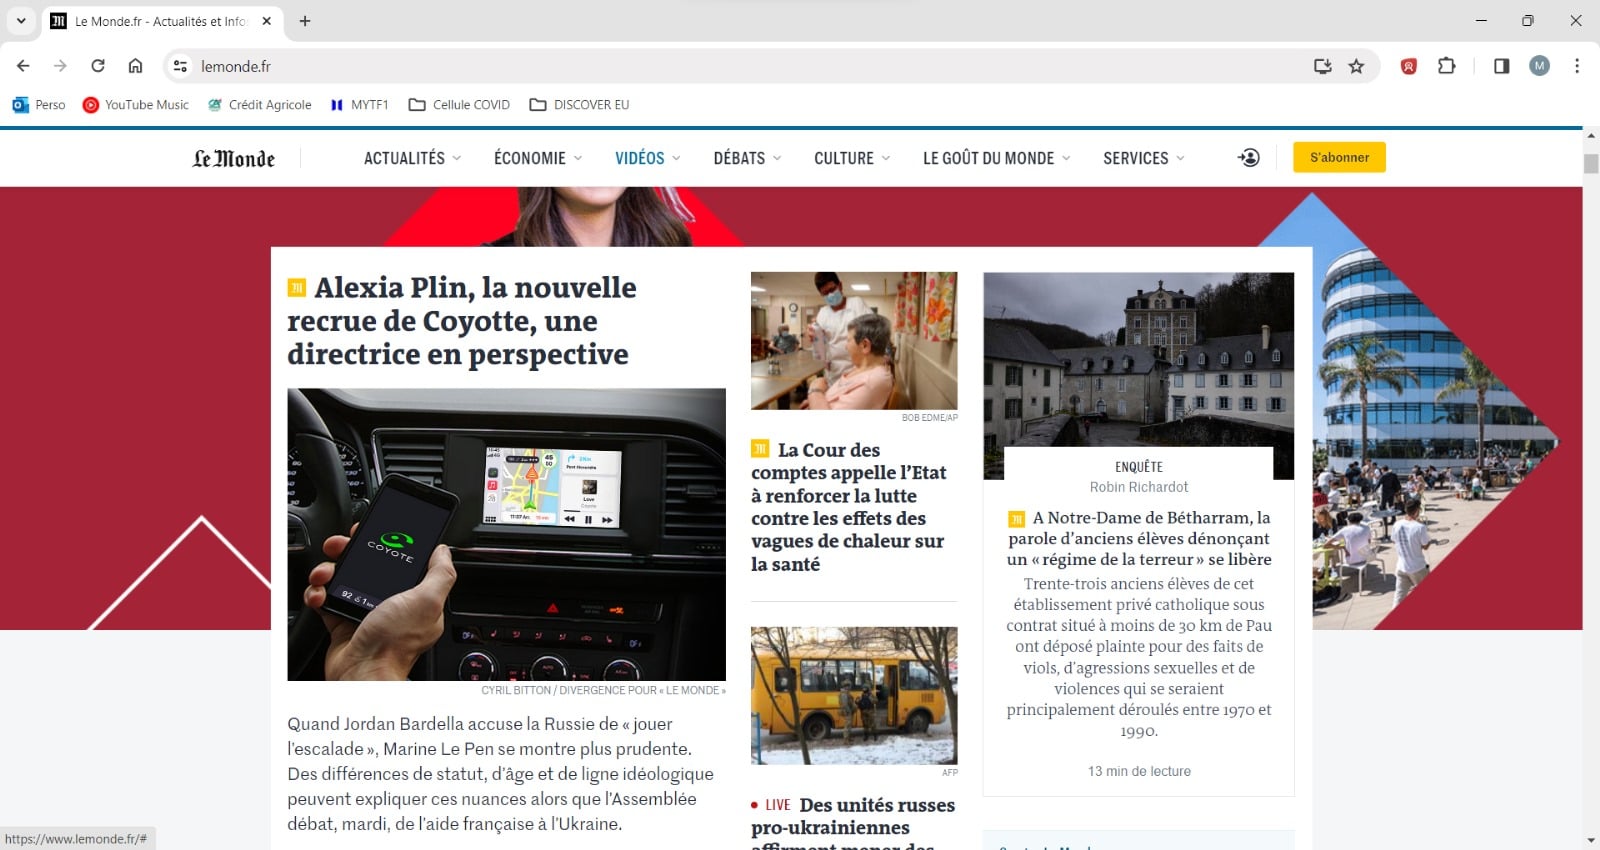 Le Monde.fr - Actualités et Info
lemonde.fr
M
Perso
YouTube Music
Crédit Agricole
MYTF1
Cellule COVID
DISCOVER EU
Le Monde
ACTUALITÉS
ÉCONOMIE
VIDÉOS
DÉBATS
CULTURE
LE GOÛT DU MONDE
SERVICES
S'abonner
Alexia Plin, la nouvelle
recrue de Coyotte, une
directrice en perspective
COYOTE
CYRIL BITTON / DIVERGENCE POUR « LE MONDE »
Quand Jordan Bardella accuse la Russie de « jouer
l'escalade », Marine Le Pen se montre plus prudente.
Des différences de statut, d'âge et de ligne idéologique
peuvent expliquer ces nuances alors que l'Assemblée
débat, mardi, de l'aide française à l'Ukraine.
BOB EDME/AP
La Cour des
comptes appelle l'Etat
à renforcer la lutte
contre les effets des
vagues de chaleur sur
la santé
AFP
LIVE Des unités russes
pro-ukrainiennes
affirment mener des
ENQUÊTE
Robin Richardot
A Notre-Dame de Bétharram, la
parole d'anciens élèves dénonçant
un « régime de la terreur » se libère
Trente-trois anciens élèves de cet
établissement privé catholique sous
contrat situé à moins de 30 km de Pau
ont déposé plainte pour des faits de
viols, d'agressions sexuelles et de
violences qui se seraient
principalement déroulés entre 1970 et
1990.
13 min de lecture
https://www.lemonde.fr/#